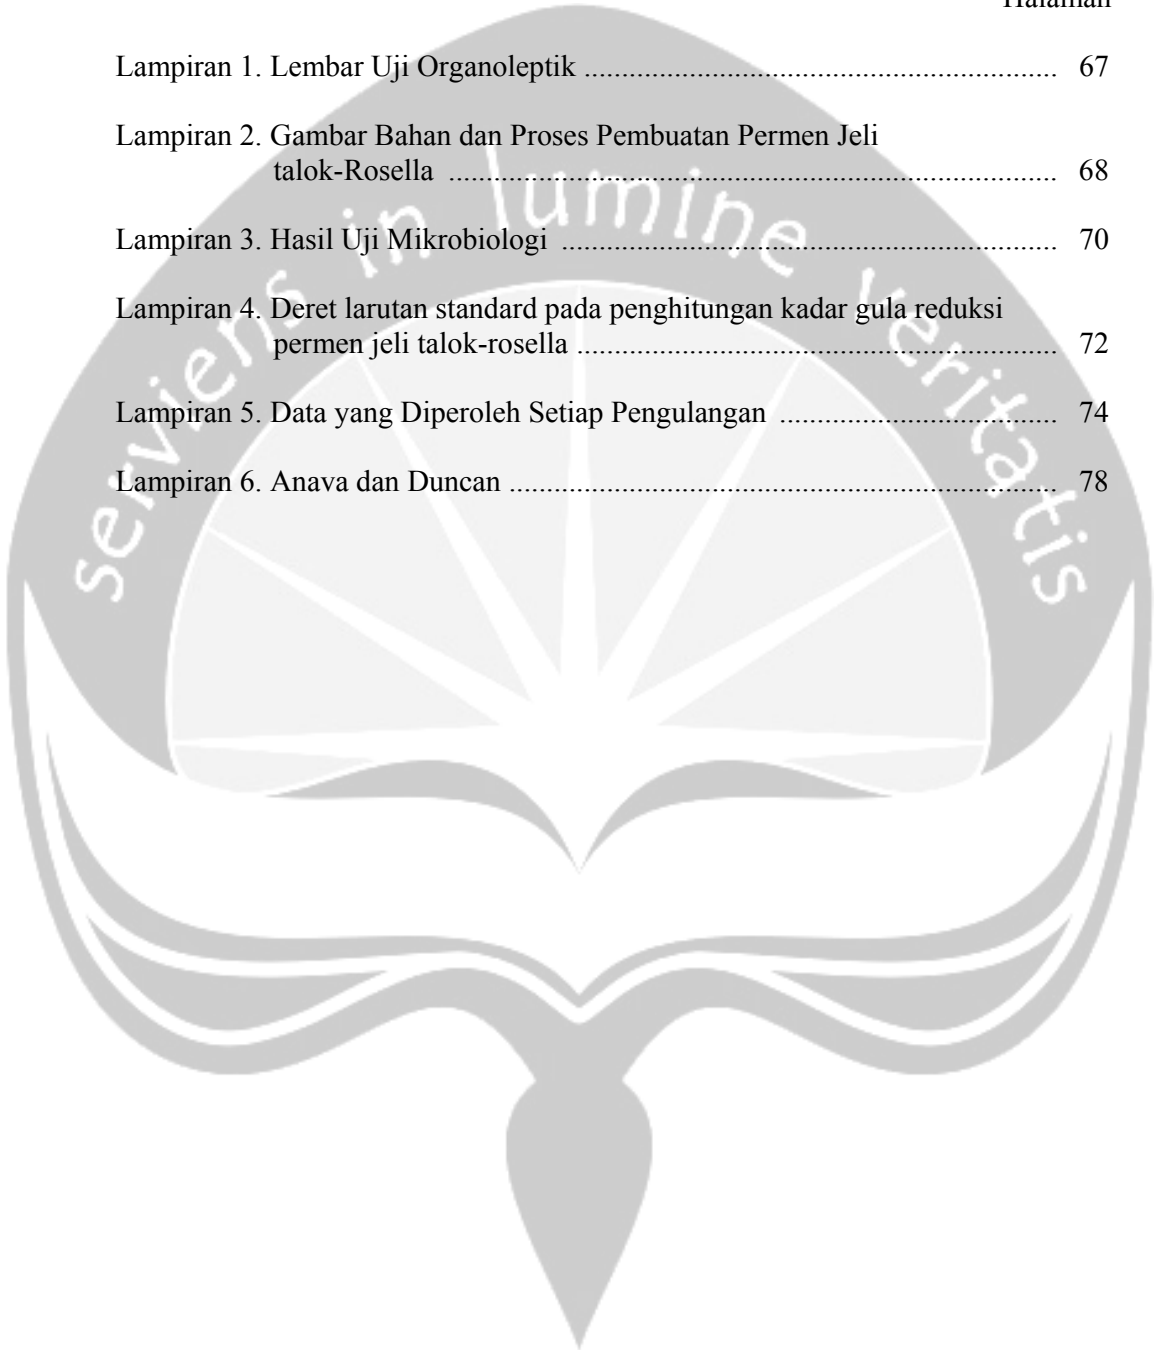 Halaman
Lampiran 1. Lembar Uji Organoleptik ................................................................ 67
Lampiran 2. Gambar Bahan dan Proses Pembuatan Permen Jeli
talok-Rosella .................................................................................. 68
Lampiran 3. Hasil Uji Mikrobiologi ................................................................... 70
Lampiran 4. Deret larutan standard pada penghitungan kadar gula reduksi
permen jeli talok-rosella ................................................................. 72
Lampiran 5. Data yang Diperoleh Setiap Pengulangan ..................................... 74
Lampiran 6. Anava dan Duncan .......................................................................... 78
serviens in lumine veritatis